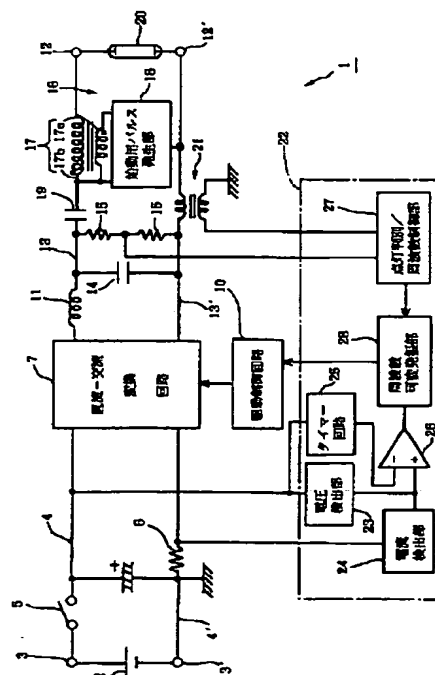 12
20
12'
16
18
17
17a
17b
始動用パルス
発生部
19
21
1
15
15
22
13
27
点灯判別／
周波数制御部
11
14
13'
10
7
直流－交流
変換
回路
駆動制御回路
28
周波数
可変発振部
25
タイマー
回路
26
4
電圧
検出部
23
6
電流
検出部
24
5
+
4'
3
3
2
-
+